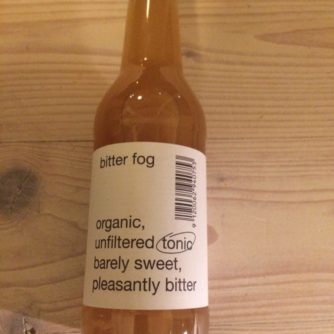 bitter fog
organic,
unfiltered tonic
barely sweet,
pleasantly bitter